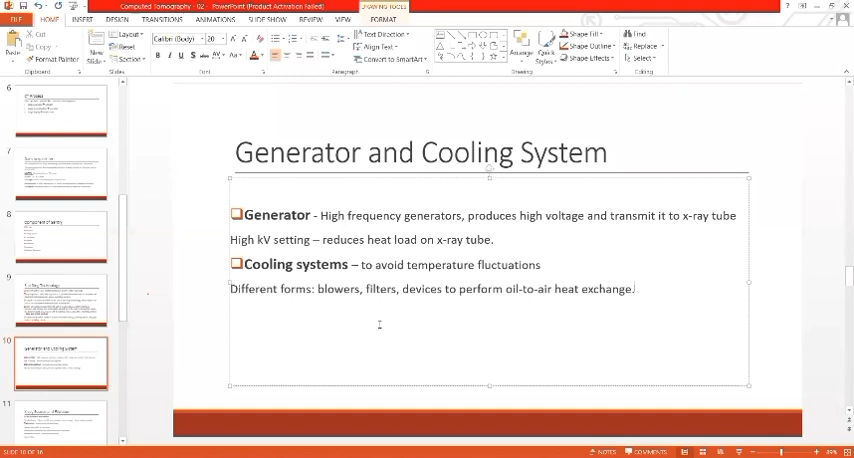 Computed Tomography - 02 - PowerPoint (Product Activation Failed)
DRAWING TOOLS
FILE HOME INSERT DESIGN TRANSITIONS ANIMATIONS SLIDE SHOW REVIEW VIEW FORMAT
Paste
Cut
Copy
Format Painter
Clipboard
New Slide
Layout
Reset
Section
Slides
Calibri (Body) 20
Font
Text Direction
Align Text
Convert to SmartArt
Paragraph
Arrange
Quick Styles
Shape Fill
Shape Outline
Shape Effects
Drawing
Find
Replace
Select
Editing
6
7
8
9
10
Generator and Cooling System
11
Generator and Cooling System
Generator - High frequency generators, produces high voltage and transmit it to x-ray tube
High kV setting – reduces heat load on x-ray tube.
Cooling systems – to avoid temperature fluctuations
Different forms: blowers, filters, devices to perform oil-to-air heat exchange.
SLIDE 10 OF 16
NOTES
COMMENTS